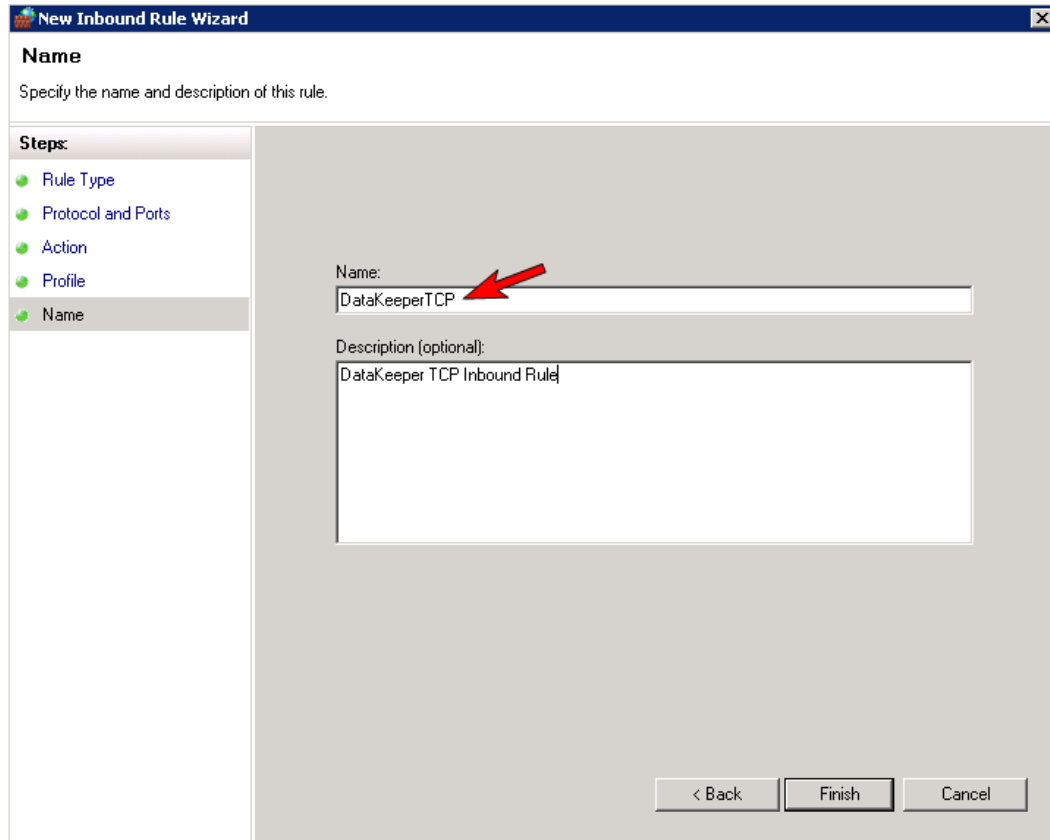 New Inbound Rule Wizard
Name
Specify the name and description of this rule.
Steps:
Rule Type
Protocol and Ports
Action
Profile
Name
Name:
DataKeeperTCP
Description (optional):
DataKeeper TCP Inbound Rule
< Back
Finish
Cancel